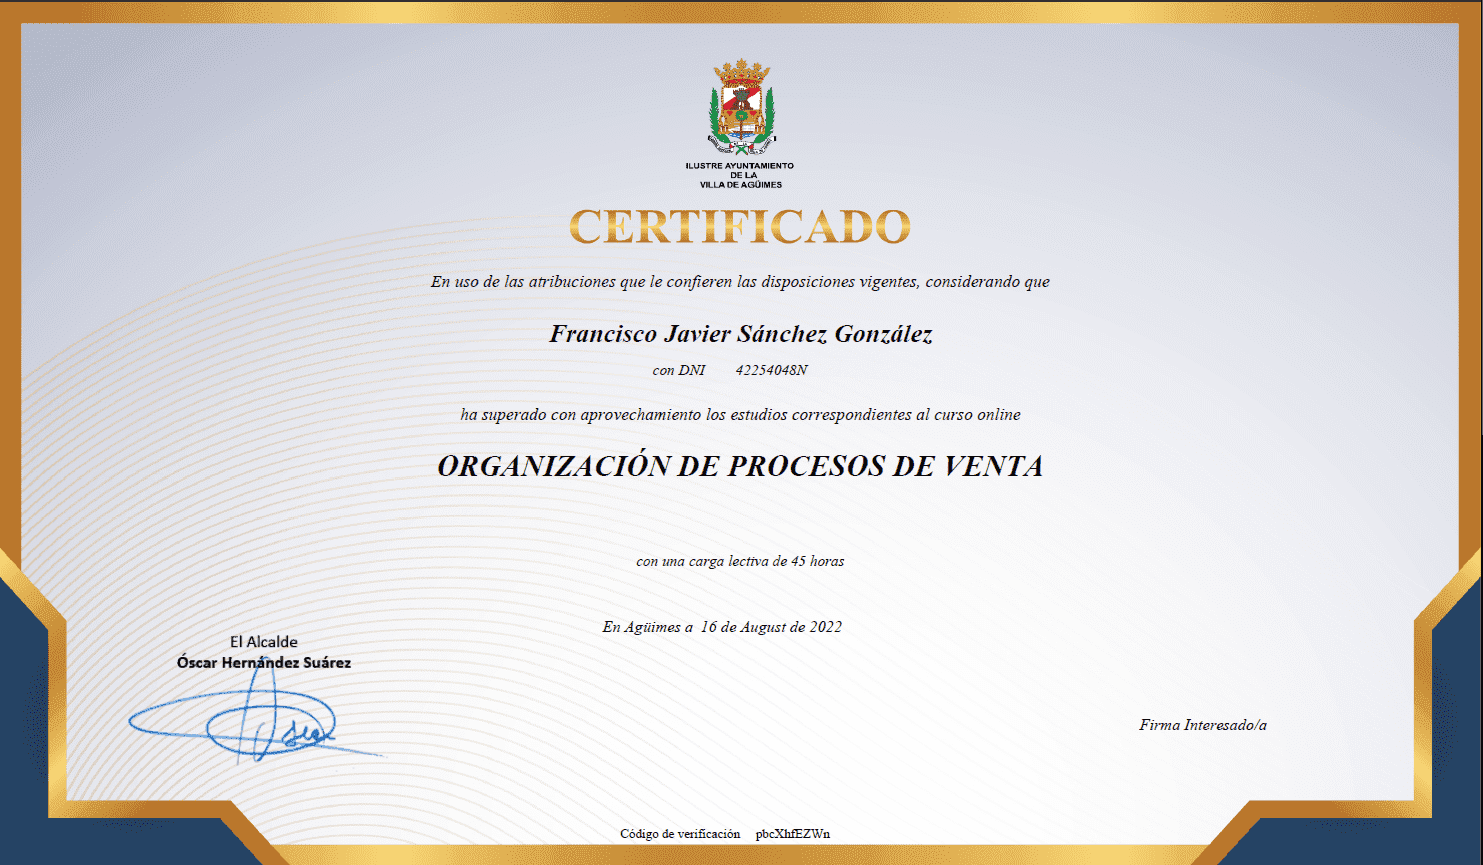 ILUSTRE AYUNTAMIENTO
DE LA
VILLA DE AGÜIMES
CERTIFICADO
En uso de las atribuciones que le confieren las disposiciones vigentes, considerando que
Francisco Javier Sánchez González
con DNI 42254048N
ha superado con aprovechamiento los estudios correspondientes al curso online
ORGANIZACIÓN DE PROCESOS DE VENTA
con una carga lectiva de 45 horas
En Agüimes a 16 de August de 2022
El Alcalde
Óscar Hernández Suárez
Firma Interesado/a
Código de verificación pbcXhfEZWn